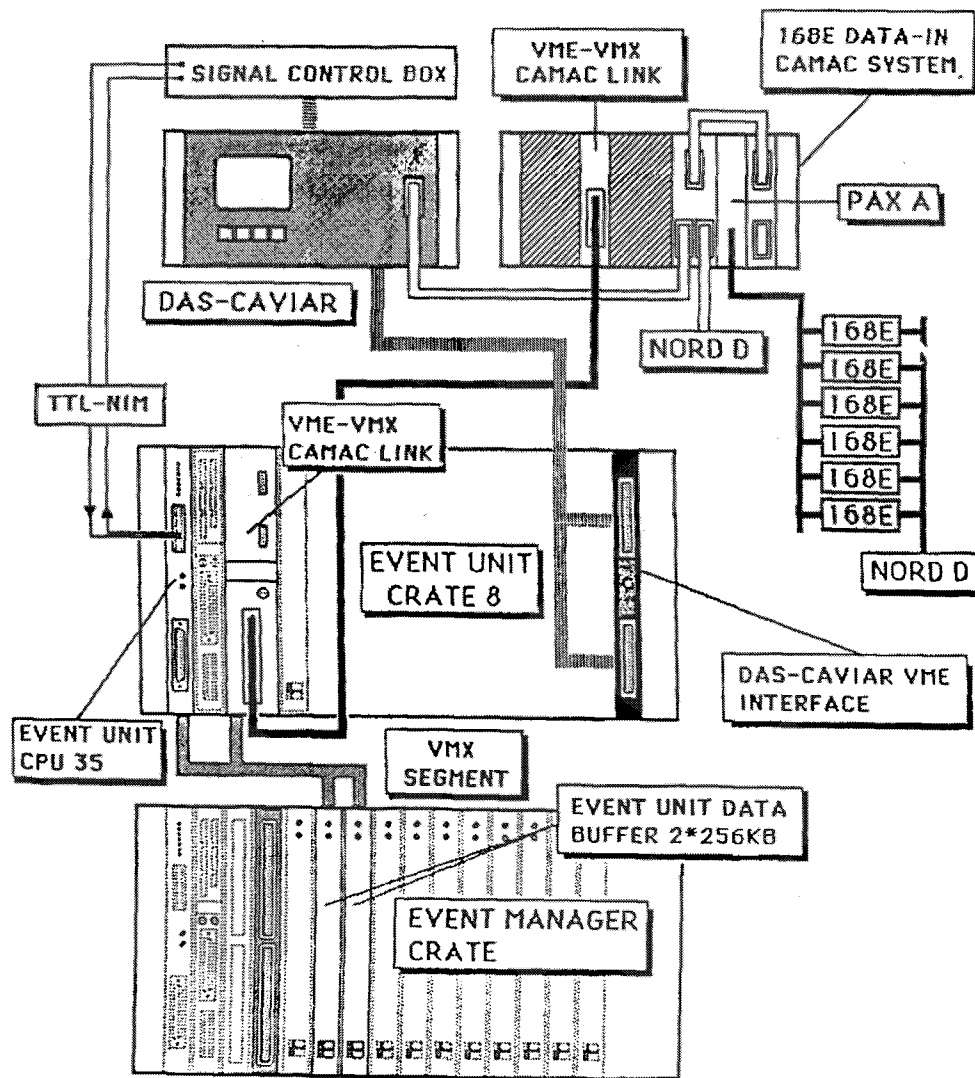 SIGNAL CONTROL BOX
VME-VMX
CAMAC LINK
168E DATA-IN
CAMAC SYSTEM.
PAX A
DAS-CAVIAR
NORD D
168E
168E
168E
168E
168E
168E
NORD D
TTL-NIM
VME-VMX
CAMAC LINK
EVENT UNIT
CRATE 8
DAS-CAVIAR VME
INTERFACE
EVENT UNIT
CPU 35
VMX
SEGMENT
EVENT UNIT DATA
BUFFER 2*256KB
EVENT MANAGER
CRATE